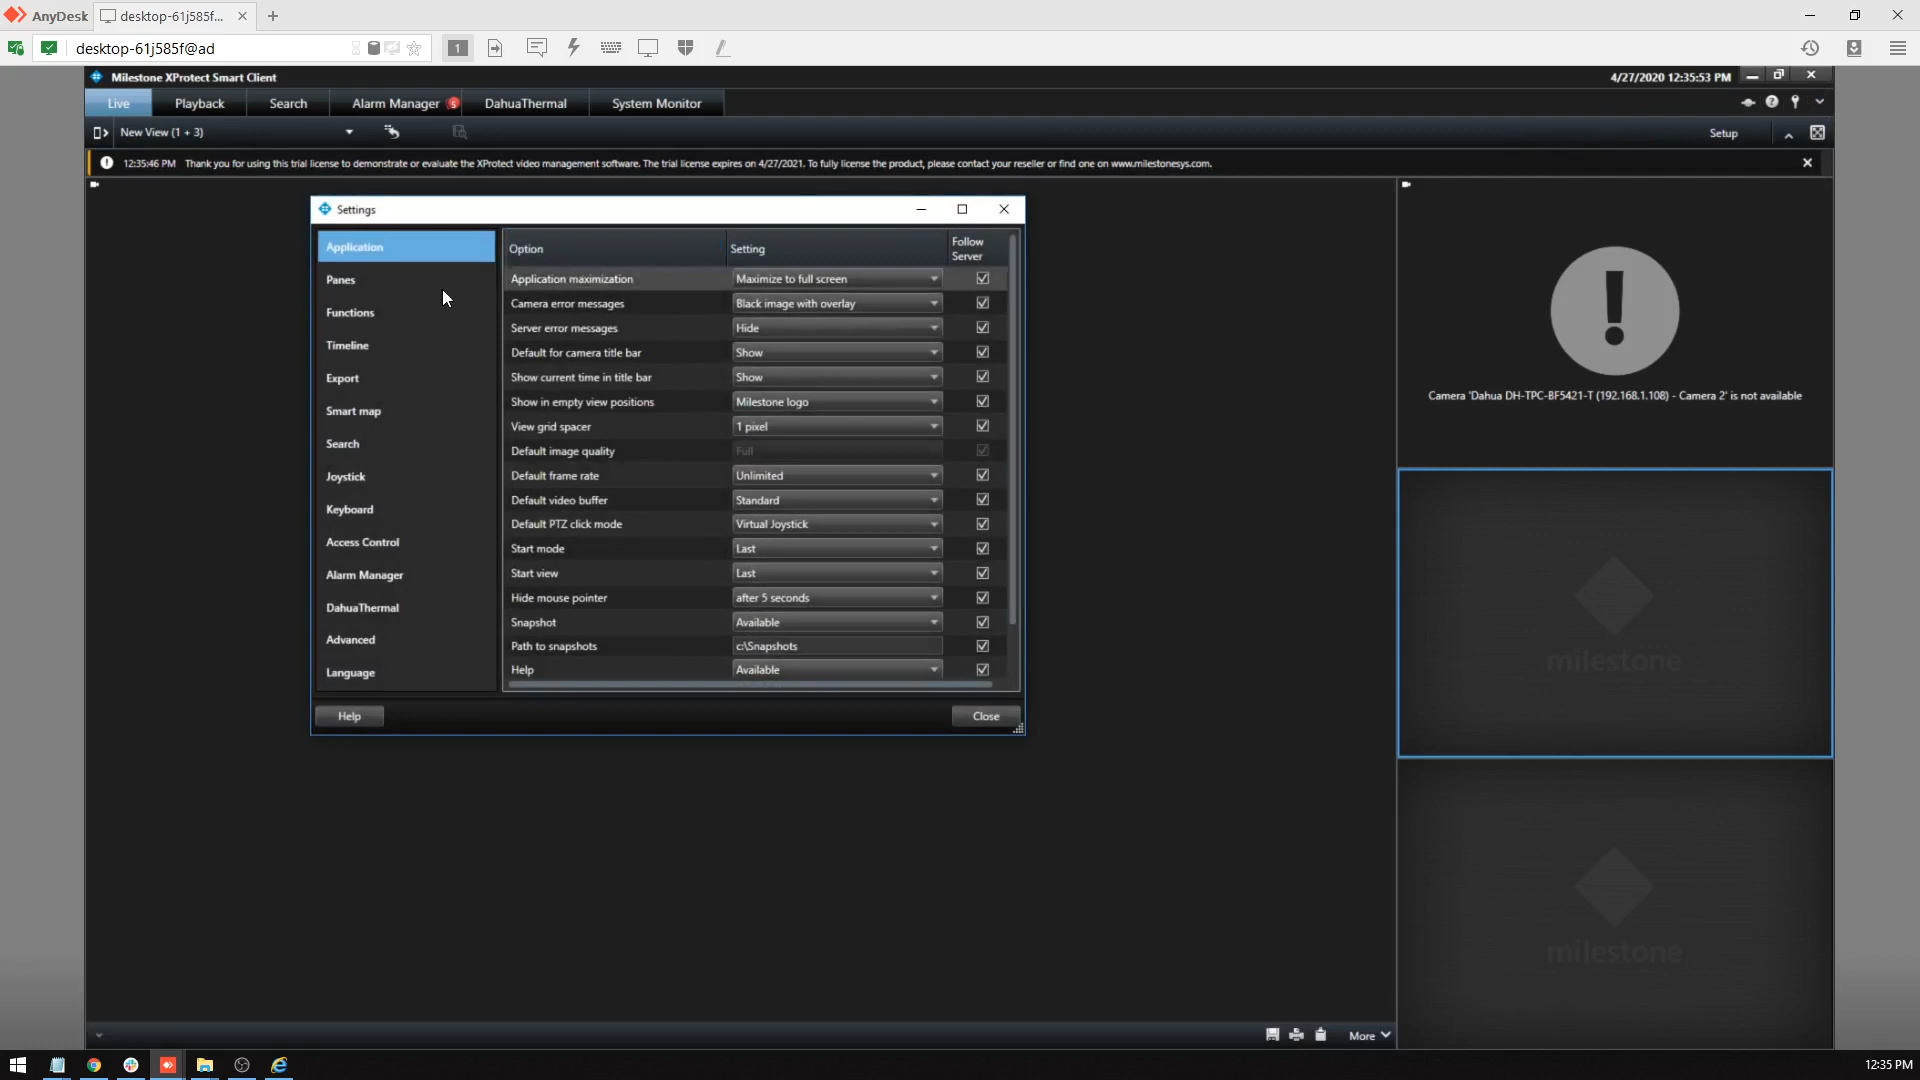 AnyDesk
desktop-61j585f...
desktop-61j585f@ad
1
Milestone XProtect Smart Client
4/27/2020 12:35:53 PM
Live
Playback
Search
Alarm Manager
5
DahuaThermal
System Monitor
New View (1 + 3)
Setup
12:35:46 PM Thank you for using this trial license to demonstrate or evaluate the XProtect video management software. The trial license expires on 4/27/2021. To fully license the product, please contact your reseller or find one on www.milestonesys.com.
Settings
Application
Panes
Functions
Timeline
Export
Smart map
Search
Joystick
Keyboard
Access Control
Alarm Manager
DahuaThermal
Advanced
Language
Option Setting Follow
Server
Application maximization Maximize to full screen
Camera error messages Black image with overlay
Server error messages Hide
Default for camera title bar Show
Show current time in title bar Show
Show in empty view positions Milestone logo
View grid spacer 1 pixel
Default image quality Full
Default frame rate Unlimited
Default video buffer Standard
Default PTZ click mode Virtual Joystick
Start mode Last
Start view Last
Hide mouse pointer after 5 seconds
Snapshot Available
Path to snapshots c:\Snapshots
Help Available
Help
Close
Camera 'Dahua DH-TPC-BF5421-T (192.168.1.108) - Camera 2' is not available
milestone
milestone
More
12:35 PM